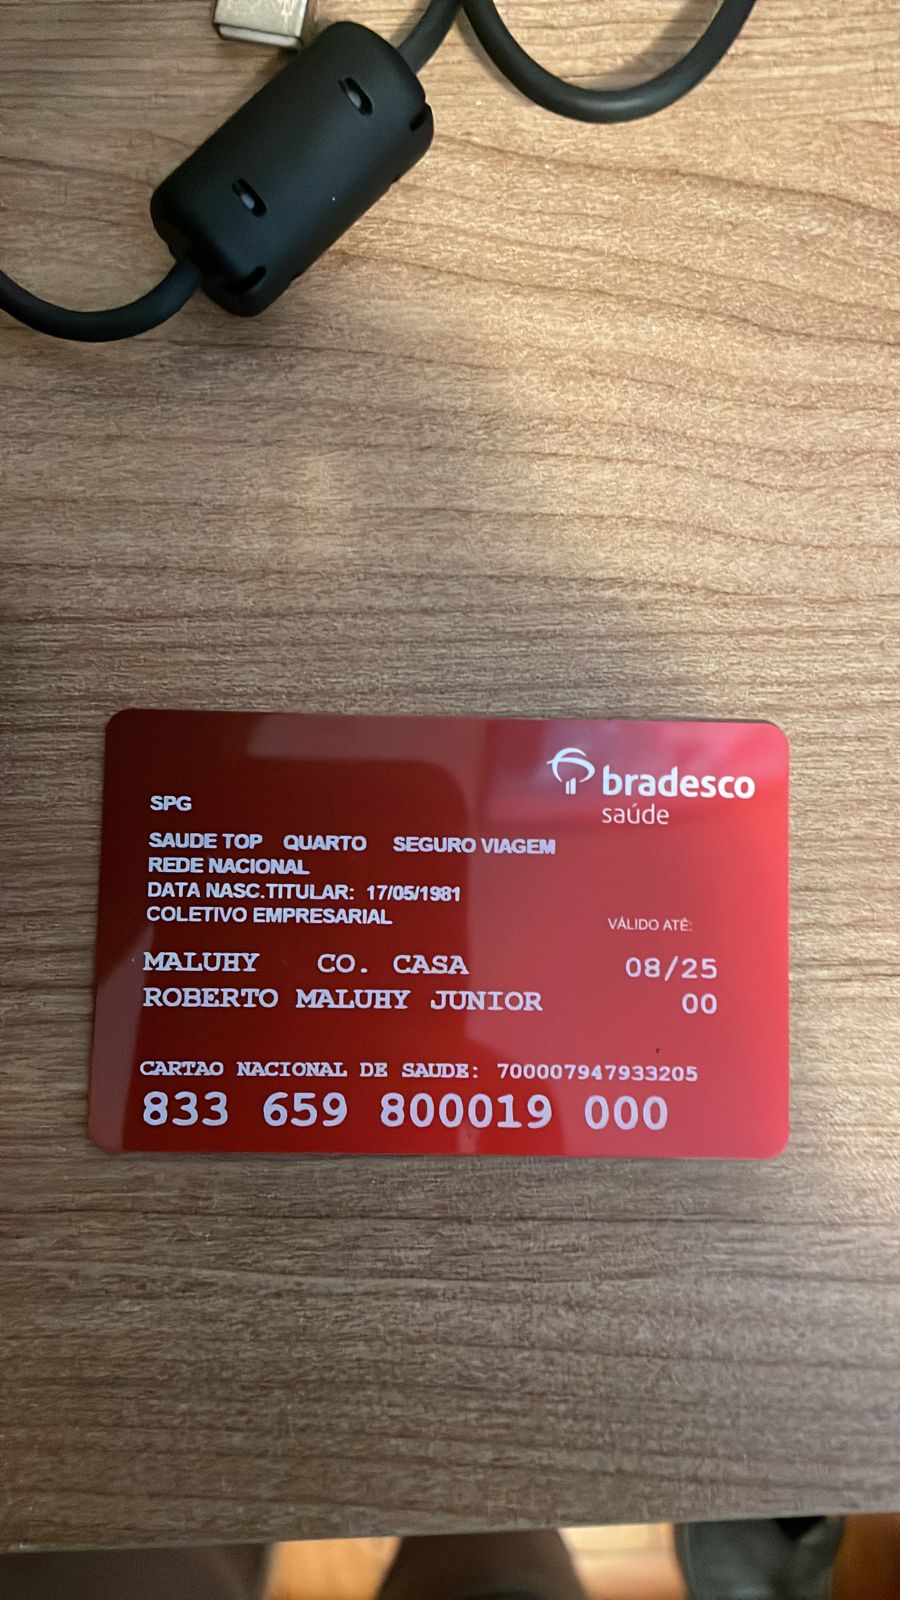 bradesco
saúde
SPG
SAUDE TOP QUARTO SEGURO VIAGEM
REDE NACIONAL
DATA NASC.TITULAR: 17/05/1981
COLETIVO EMPRESARIAL
VÁLIDO ATÉ:
MALUHY CO. CASA 08/25
ROBERTO MALUHY JUNIOR 00
CARTAO NACIONAL DE SAUDE: 700007947933205
833 659 800019 000